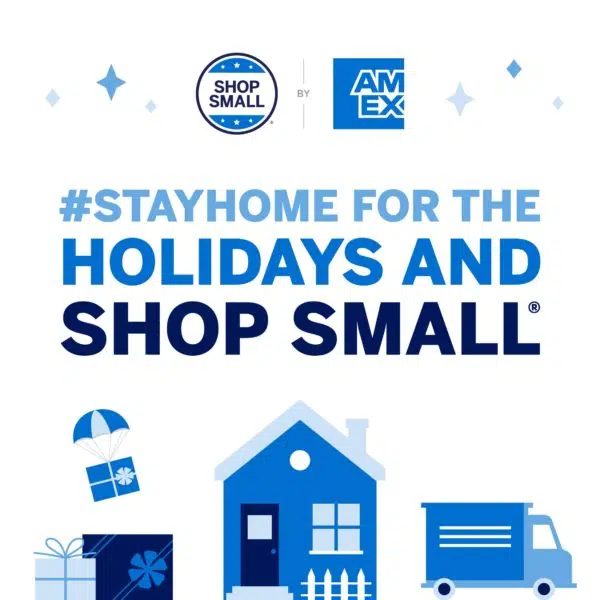 SHOP
SMALL
®
BY
AM
EX
#STAYHOME FOR THE
HOLIDAYS AND
SHOP SMALL®